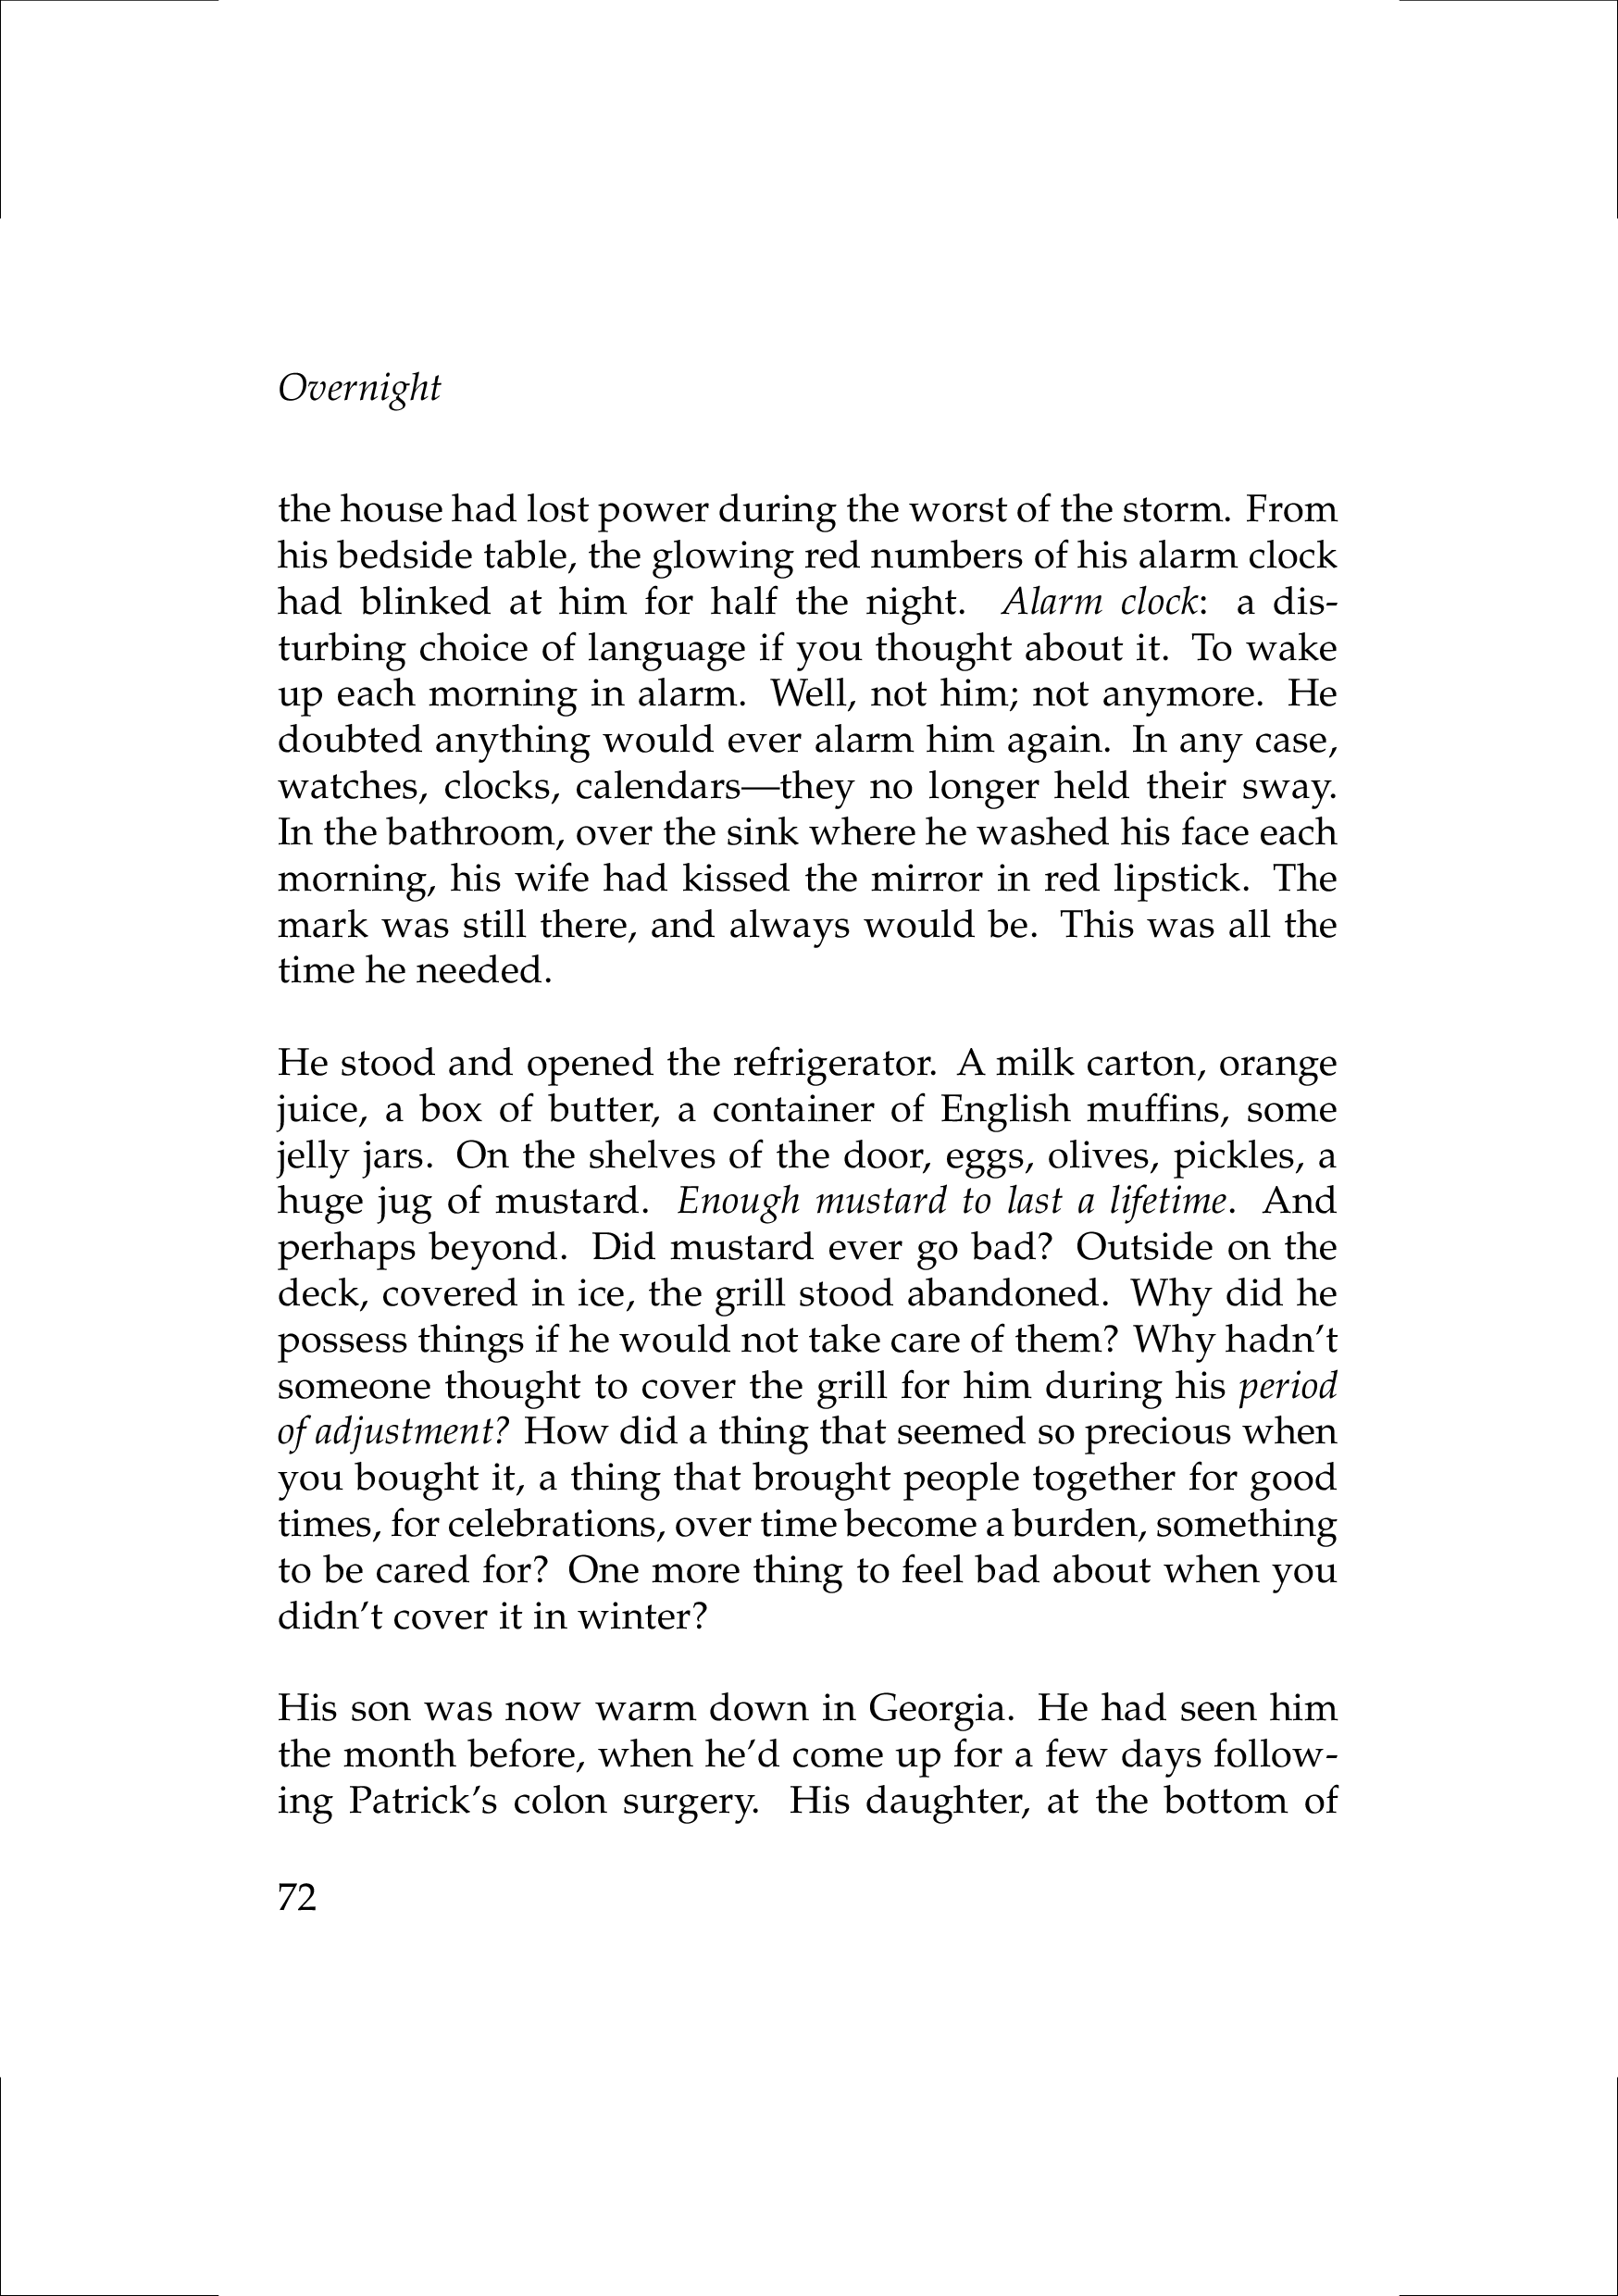 Overnight
the house had lost power during the worst of the storm. From
his bedside table, the glowing red numbers of his alarm clock
had blinked at him for half the night. Alarm clock: a dis-
turbing choice of language if you thought about it. To wake
up each morning in alarm. Well, not him; not anymore. He
doubted anything would ever alarm him again. In any case,
watches, clocks, calendars—they no longer held their sway.
In the bathroom, over the sink where he washed his face each
morning, his wife had kissed the mirror in red lipstick. The
mark was still there, and always would be. This was all the
time he needed.
He stood and opened the refrigerator. A milk carton, orange
juice, a box of butter, a container of English muffins, some
jelly jars. On the shelves of the door, eggs, olives, pickles, a
huge jug of mustard. Enough mustard to last a lifetime. And
perhaps beyond. Did mustard ever go bad? Outside on the
deck, covered in ice, the grill stood abandoned. Why did he
possess things if he would not take care of them? Why hadn’t
someone thought to cover the grill for him during his period
of adjustment? How did a thing that seemed so precious when
you bought it, a thing that brought people together for good
times, for celebrations, over time become a burden, something
to be cared for? One more thing to feel bad about when you
didn’t cover it in winter?
His son was now warm down in Georgia. He had seen him
the month before, when he’d come up for a few days follow-
ing Patrick’s colon surgery. His daughter, at the bottom of
72